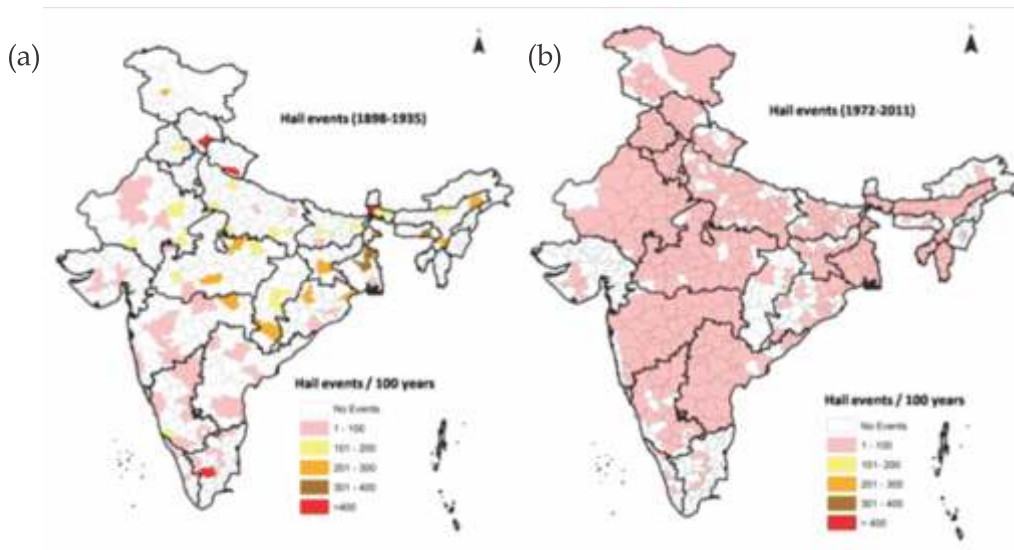 (a)
Hail events (1898-1935)
Hail events / 100 years
No Events
1 - 100
101 - 200
201 - 300
301 - 400
>400
(b)
Hail events (1972-2011)
Hail events / 100 years
No Events
1 - 100
101- 200
201 - 300
301 - 400
> 400